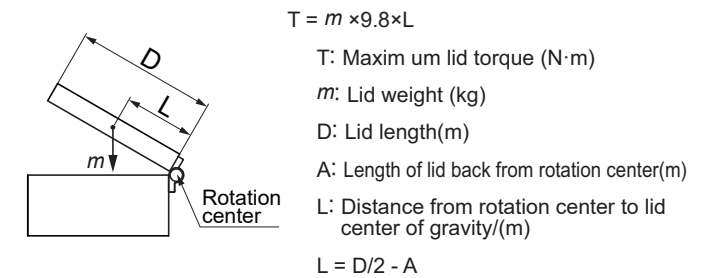 T = m ×9.8×L
T: Maxim um lid torque (N·m)
m: Lid weight (kg)
D: Lid length(m)
A: Length of lid back from rotation center(m)
L: Distance from rotation center to lid
center of gravity/(m)
L = D/2 - A
D
L
m
Rotation
center